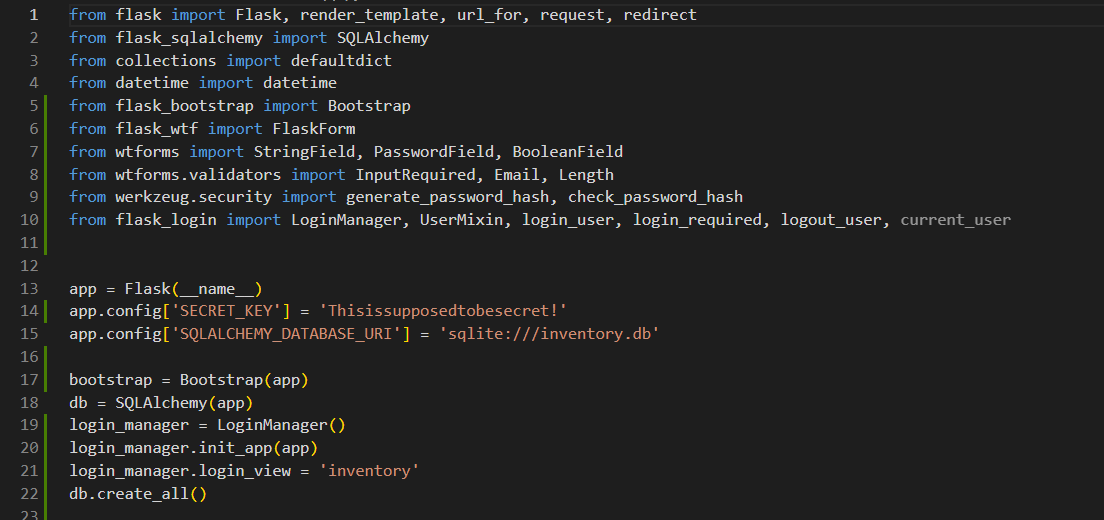 1 from flask import Flask, render_template, url_for, request, redirect
2 from flask_sqlalchemy import SQLAlchemy
3 from collections import defaultdict
4 from datetime import datetime
5 from flask_bootstrap import Bootstrap
6 from flask_wtf import FlaskForm
7 from wtforms import StringField, PasswordField, BooleanField
8 from wtforms.validators import InputRequired, Email, Length
9 from werkzeug.security import generate_password_hash, check_password_hash
10 from flask_login import LoginManager, UserMixin, login_user, login_required, logout_user, current_user
11
12
13 app = Flask(__name__)
14 app.config['SECRET_KEY'] = 'Thisissupposedtobesecret!'
15 app.config['SQLALCHEMY_DATABASE_URI'] = 'sqlite:///inventory.db'
16
17 bootstrap = Bootstrap(app)
18 db = SQLAlchemy(app)
19 login_manager = LoginManager()
20 login_manager.init_app(app)
21 login_manager.login_view = 'inventory'
22 db.create_all()
23